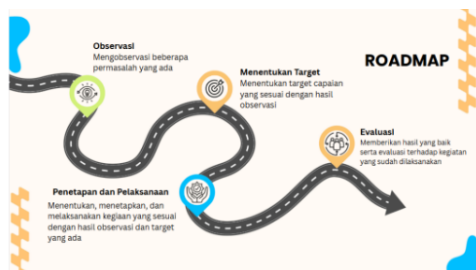 ROADMAP
Observasi
Mengobservasi beberapa
permasalah yang ada
Menentukan Target
Menentukan target capaian
yang sesuai dengan hasil
observasi
Penetapan dan Pelaksanaan
Menentukan, menetapkan, dan
melaksanakan kegiaan yang sesuai
dengan hasil observasi dan target
yang ada
Evaluasi
Memberikan hasil yang baik
serta evaluasi terhadap kegiatan
yang sudah dilaksanakan